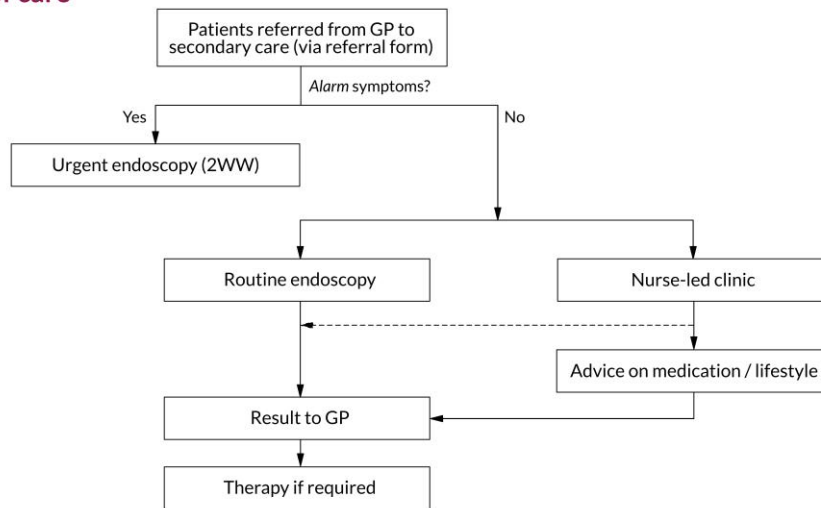 Patients referred from GP to
secondary care (via referral form)
Alarm symptoms?
Yes
No
Urgent endoscopy (2WW)
Routine endoscopy
Nurse-led clinic
Advice on medication / lifestyle
Result to GP
Therapy if required